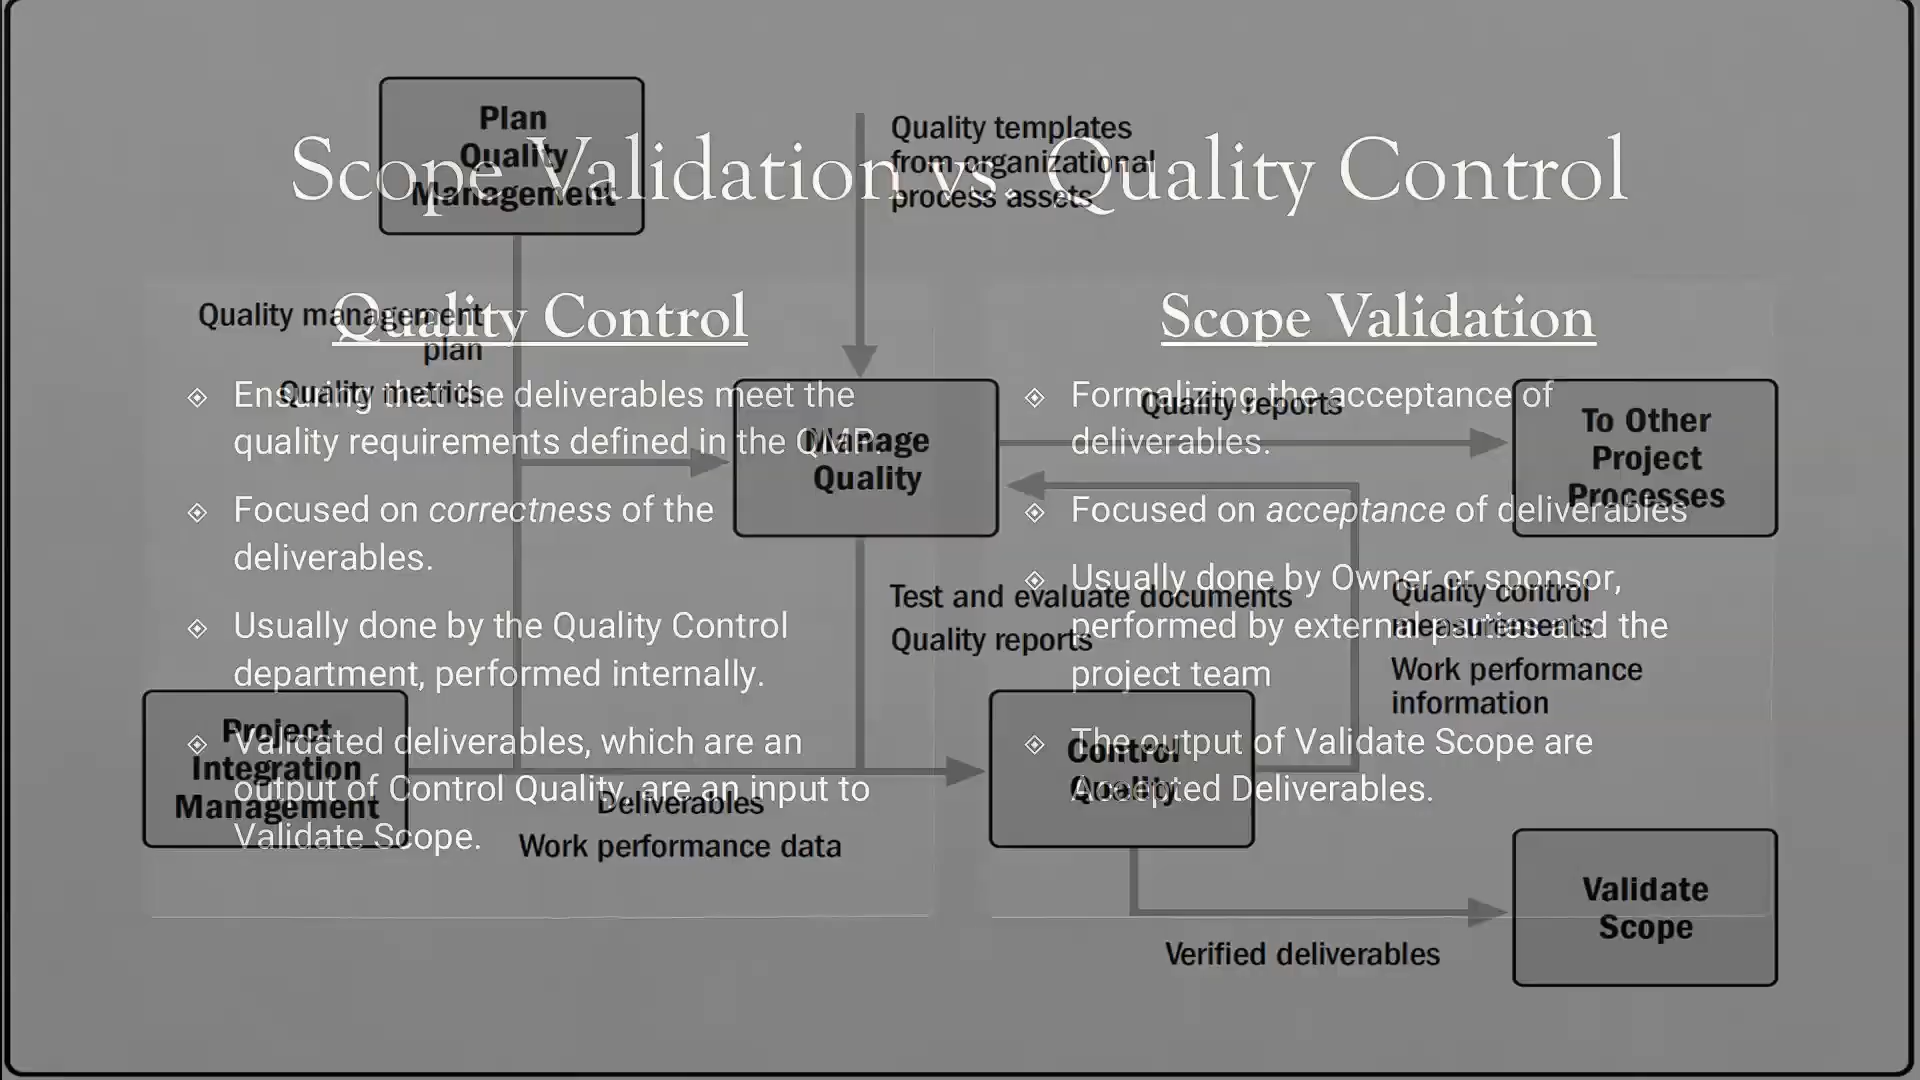 Scope Validation vs. Quality Control
Quality Control
Ensuring that the deliverables meet the
quality requirements defined in the QMP.
Focused on correctness of the
deliverables.
Usually done by the Quality Control
department, performed internally.
Validated deliverables, which are an
output of Control Quality, are an input to
Validate Scope.
Scope Validation
Formalizing the acceptance of
deliverables.
Focused on acceptance of deliverables
Usually done by Owner or sponsor,
performed by external parties and the
project team
The output of Validate Scope are
Accepted Deliverables.
Plan
Quality
Management
Quality templates
from organizational
process assets
Quality management
plan
Quality metrics
Manage
Quality
Quality reports
To Other
Project
Processes
Test and evaluate documents
Quality reports
Quality control
measurements
Work performance
information
Project
Integration
Management
Deliverables
Work performance data
Control
Quality
Verified deliverables
Validate
Scope